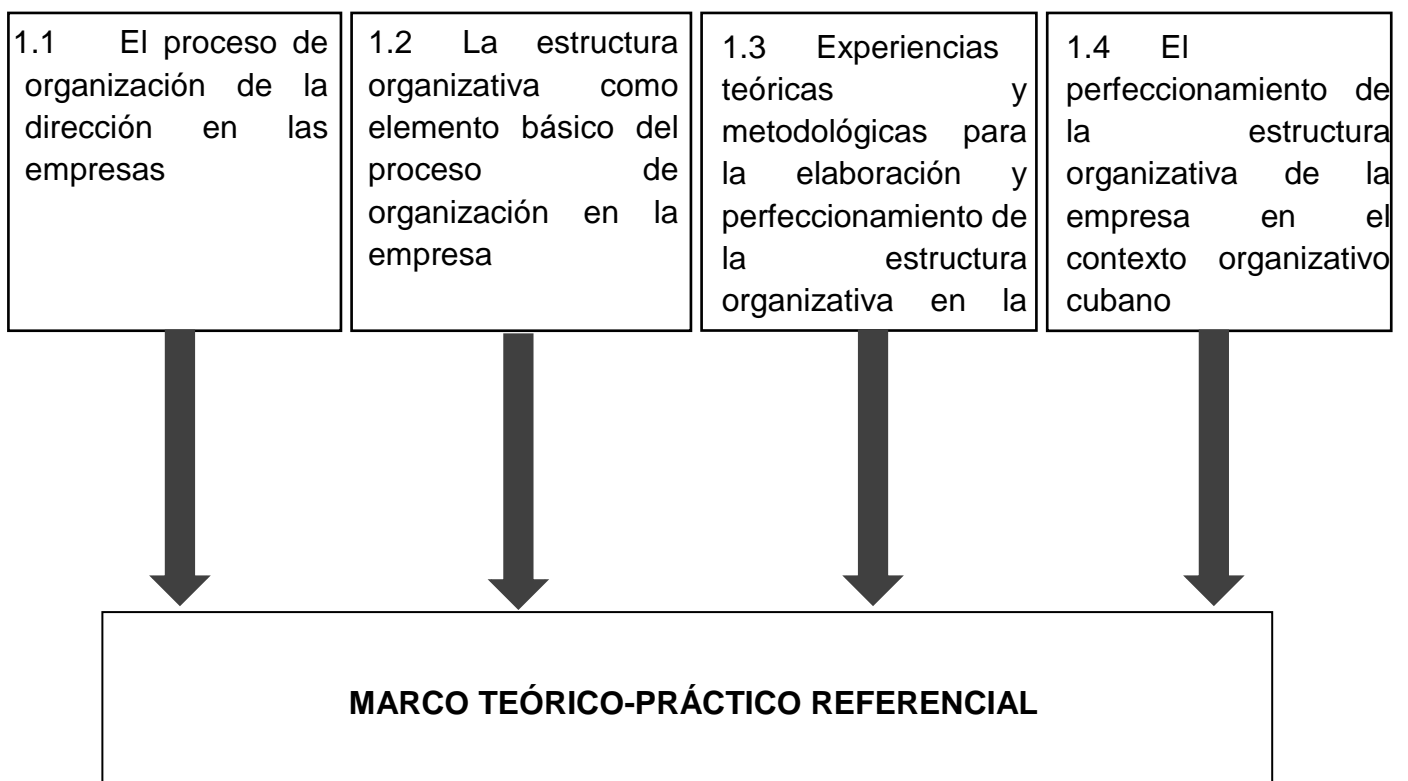 1.1 El proceso de
organización de la
dirección en las
empresas
1.2 La estructura
organizativa como
elemento básico del
proceso de
organización en la
empresa
1.3 Experiencias
teóricas y
metodológicas para
la elaboración y
perfeccionamiento de
la estructura
organizativa en la
1.4 El
perfeccionamiento de
la estructura
organizativa de la
empresa en el
contexto organizativo
cubano
MARCO TEÓRICO-PRÁCTICO REFERENCIAL